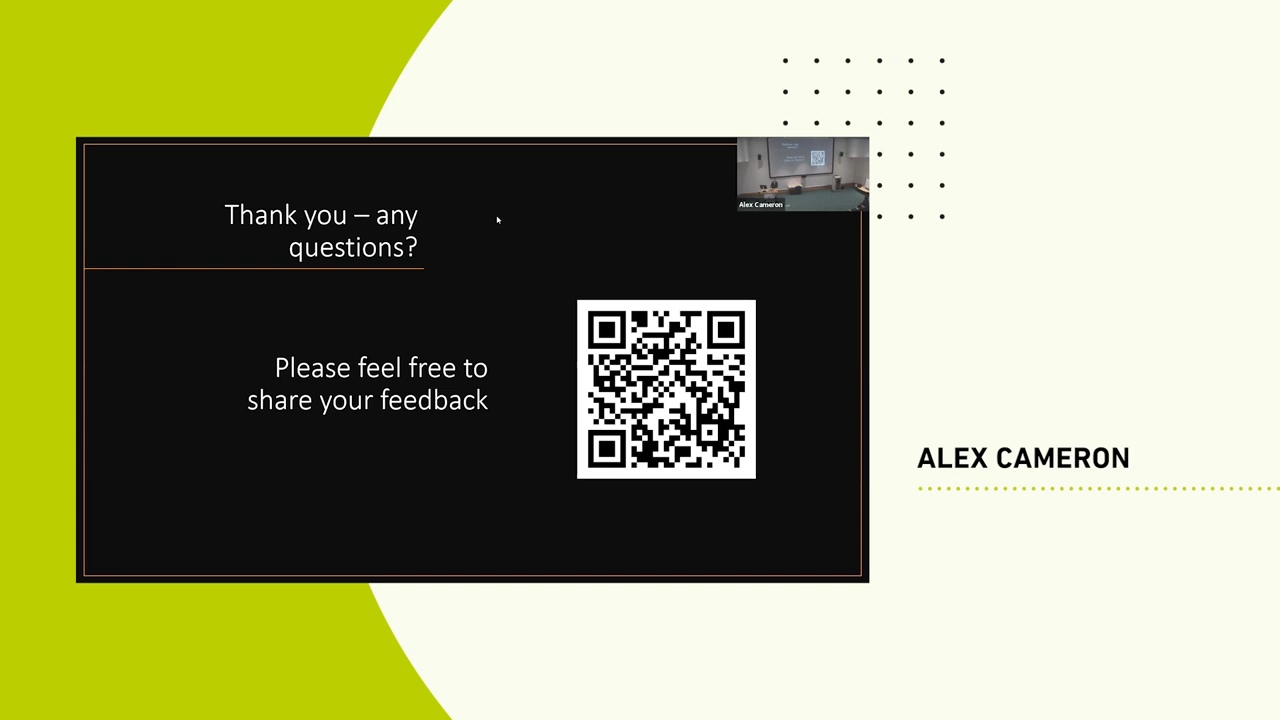 Thank you – any
questions?
Please feel free to
share your feedback
Alex Cameron
ALEX CAMERON